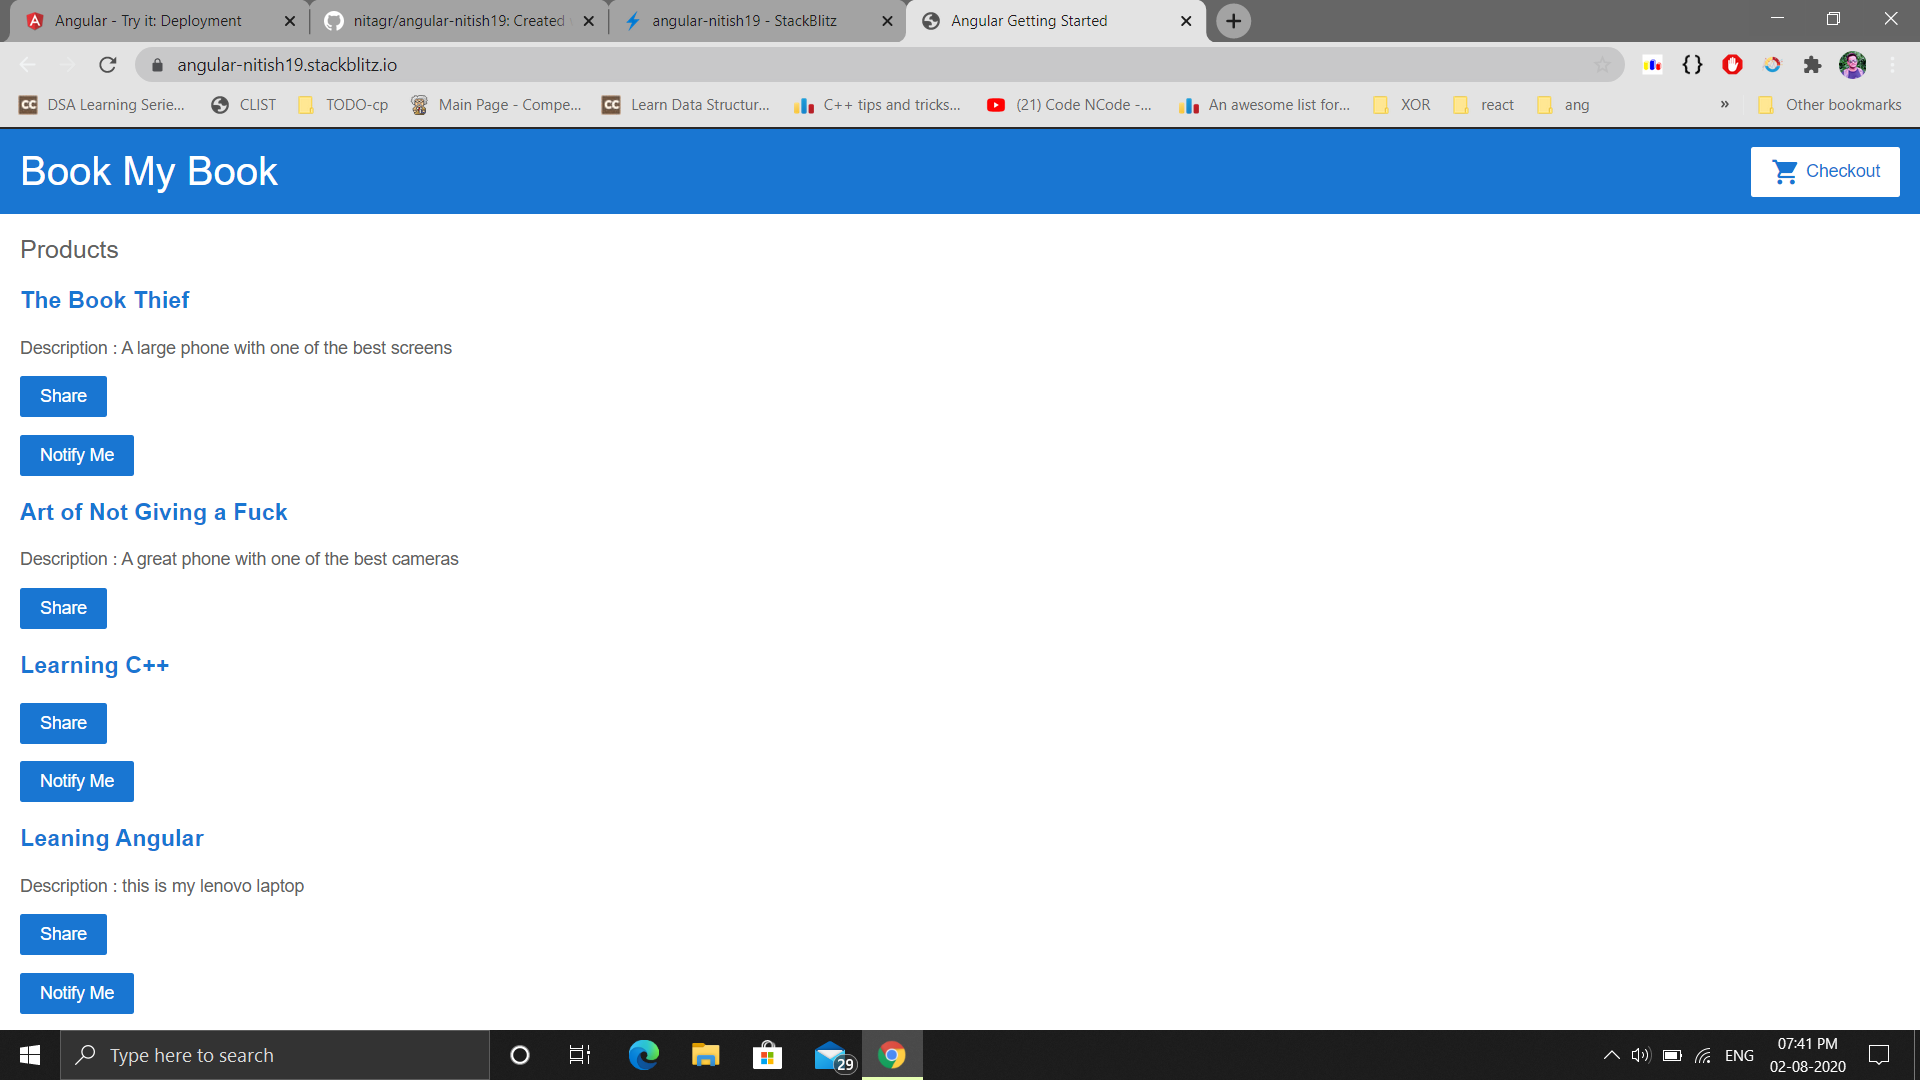 Angular - Try it: Deployment
nitagr/angular-nitish19: Created
angular-nitish19 - StackBlitz
Angular Getting Started
angular-nitish19.stackblitz.io
DSA Learning Serie...
CLIST
TODO-cp
Main Page - Compe...
Learn Data Structur...
C++ tips and tricks...
(21) Code NCode -...
An awesome list for...
XOR
react
ang
»
Other bookmarks
Book My Book
Checkout
Products
The Book Thief
Description : A large phone with one of the best screens
Share
Notify Me
Art of Not Giving a Fuck
Description : A great phone with one of the best cameras
Share
Learning C++
Share
Notify Me
Leaning Angular
Description : this is my lenovo laptop
Share
Notify Me
Type here to search
29
ENG
07:41 PM
02-08-2020